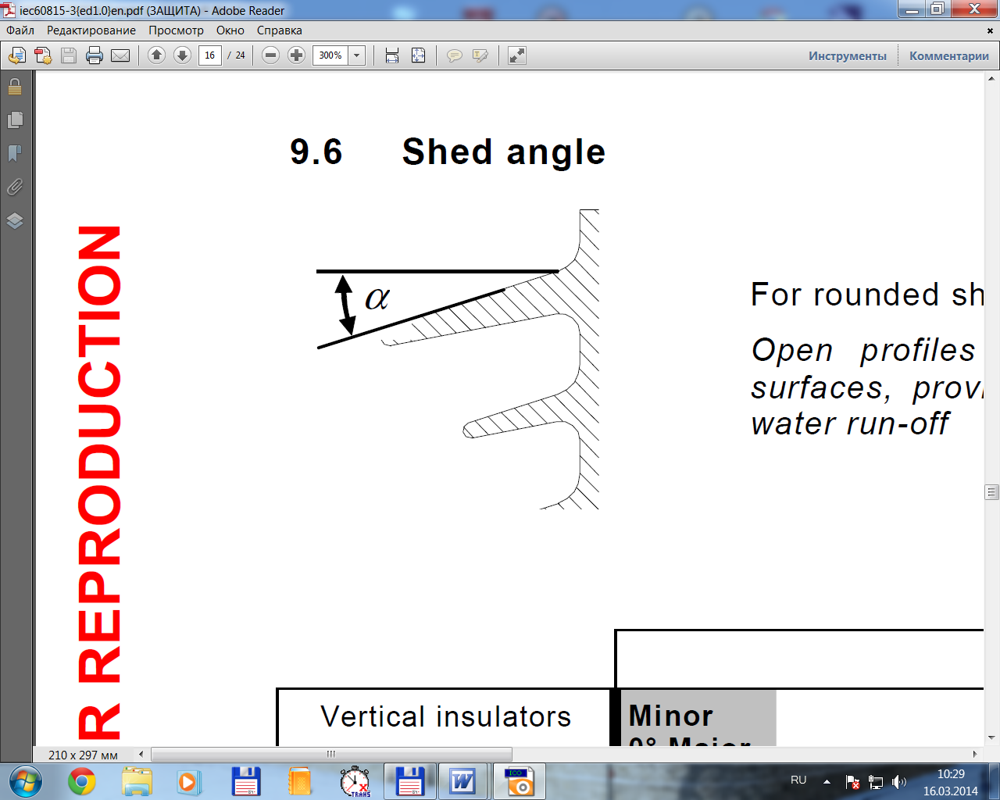 iec60815-3{ed1.0}en.pdf (ЗАЩИТА) - Adobe Reader
Файл Редактирование Просмотр Окно Справка
16 / 24 300% Инструменты Комментарии
9.6 Shed angle
R REPRODUCTION
α
For rounded sh
Open profiles
surfaces, prov
water run-off
Vertical insulators
Minor
0° Major
210 x 297 мм
RU
10:29
16.03.2014